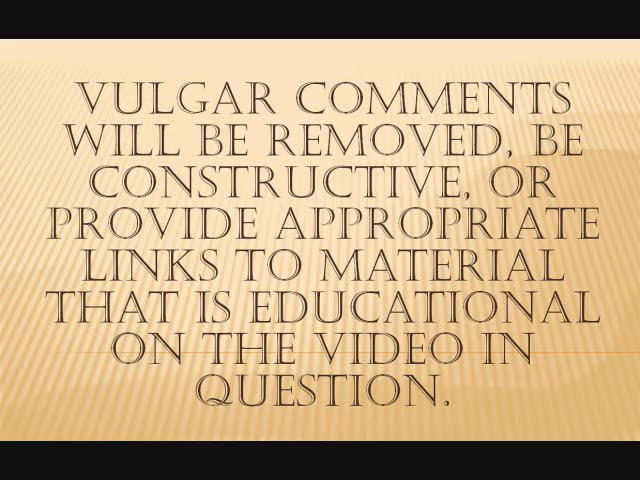 VULGAR COMMENTS
WILL BE REMOVED, BE
CONSTRUCTIVE, OR
PROVIDE APPROPRIATE
LINKS TO MATERIAL
THAT IS EDUCATIONAL
ON THE VIDEO IN
QUESTION.